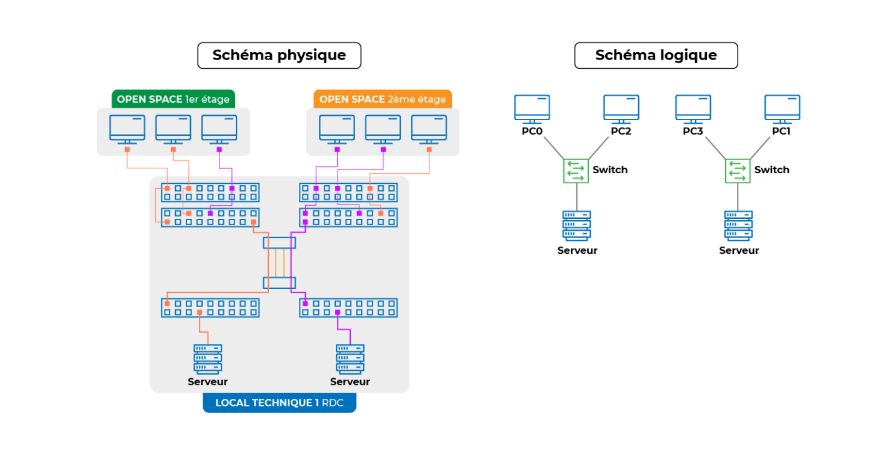 Schéma physique
OPEN SPACE 1er étage
OPEN SPACE 2ème étage
Serveur
Serveur
LOCAL TECHNIQUE 1 RDC
Schéma logique
PC0
PC2
PC3
PC1
Switch
Switch
Serveur
Serveur